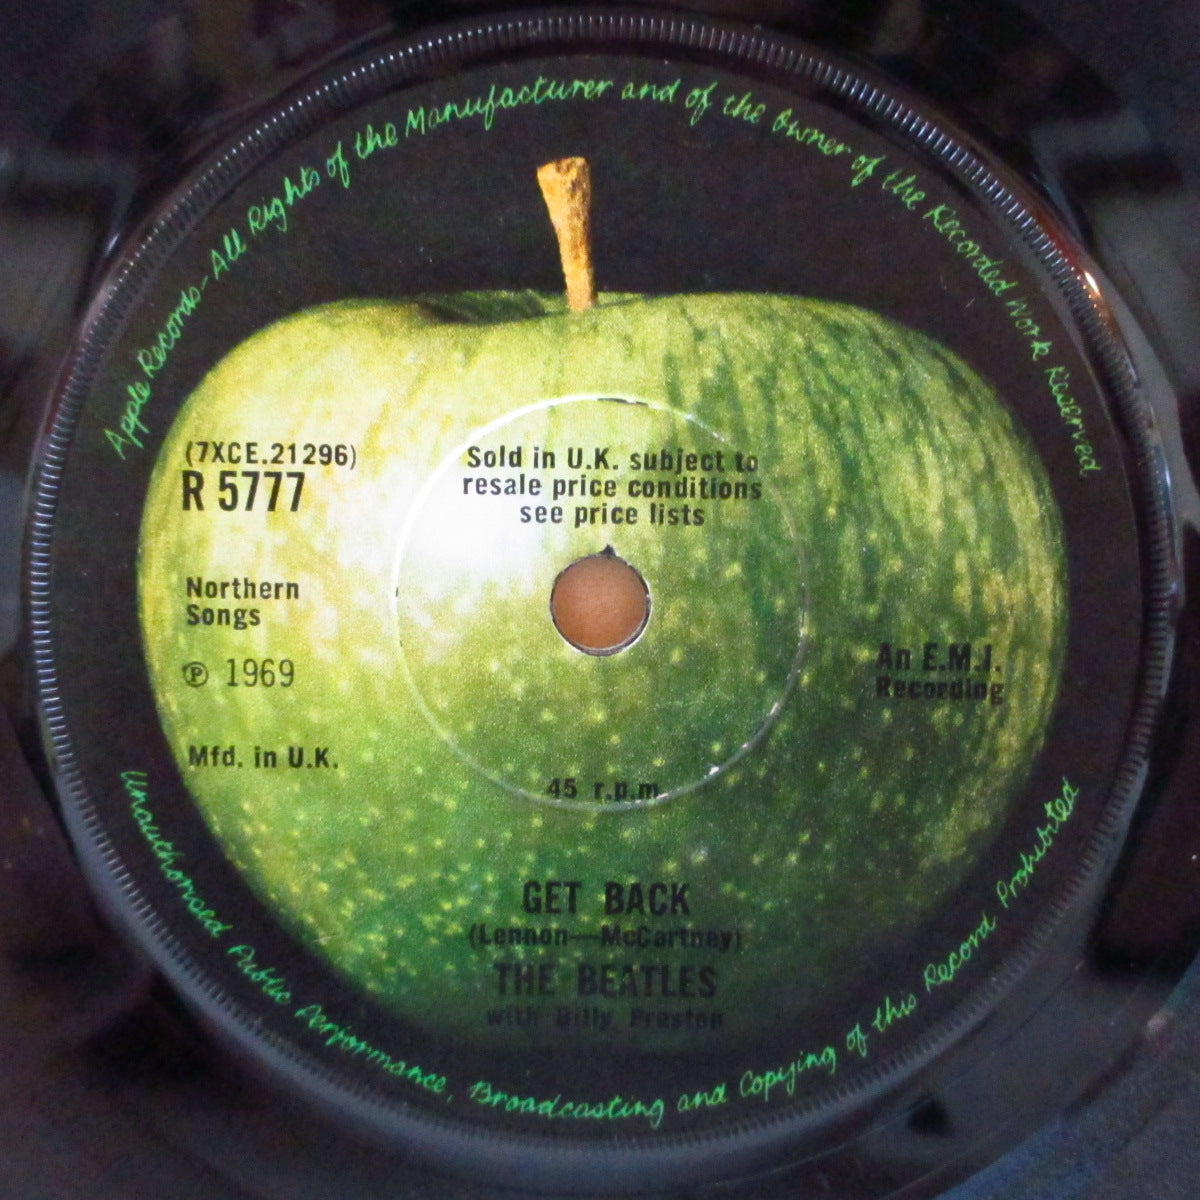 Apple Records - All Rights of the Manufacturer and of the Owner of the Recorded Work Reserved
(7XCE.21296)
R 5777
Sold in U.K. subject to
resale price conditions
see price lists
Northern
Songs
℗ 1969
An E.M.I.
Recording
Mfd. in U.K.
45 r.p.m.
GET BACK
(Lennon—McCartney)
THE BEATLES
with Billy Preston
Unauthorised Public Performance, Broadcasting and Copying of this Record Prohibited